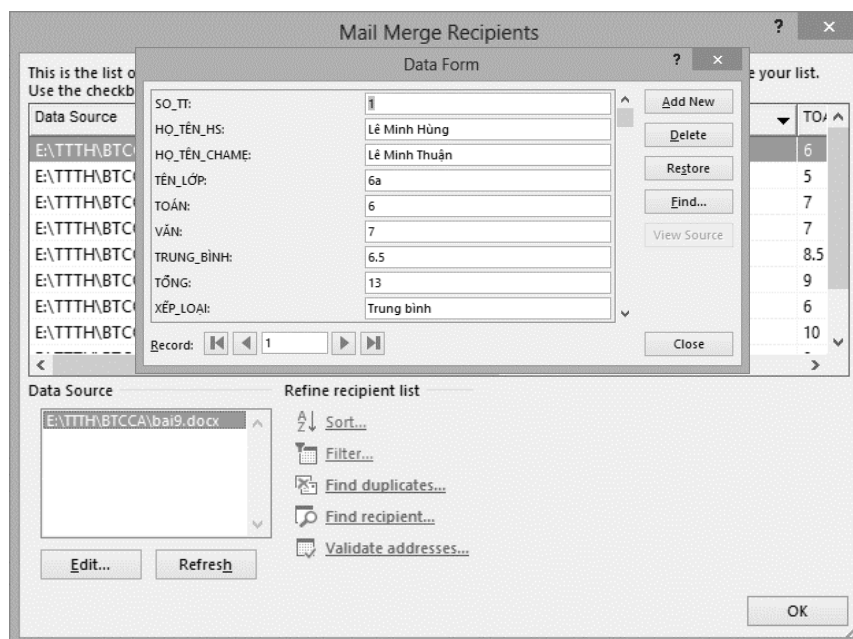 Mail Merge Recipients
?
This is the list o
e your list.
Use the checkb
Data Form
?
Data Source
TOÁ
SO_TT:
1
Add New
HỌ_TÊN_HS:
Lê Minh Hùng
Delete
HỌ_TÊN_CHAMẸ:
Lê Minh Thuận
Restore
TÊN_LỚP:
6a
Find...
TOÁN:
6
View Source
VĂN:
7
TRUNG_BÌNH:
6.5
TỔNG:
13
XẾP_LOẠI:
Trung bình
Record:
1
Close
E:\TTTH\BTC
6
E:\TTTH\BTC
5
E:\TTTH\BTC
7
E:\TTTH\BTC
7
E:\TTTH\BTC
8.5
E:\TTTH\BTC
9
E:\TTTH\BTC
6
E:\TTTH\BTC
10
Data Source
Refine recipient list
E:\TTTH\BTCCA\bai9.docx
Sort...
Filter...
Find duplicates...
Find recipient...
Validate addresses...
Edit...
Refresh
OK